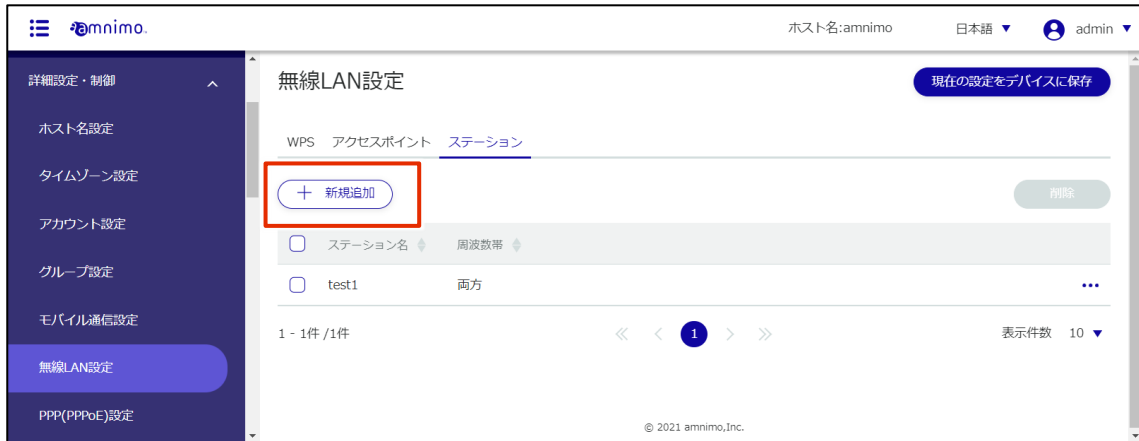 amnimo.
ホスト名:amnimo 日本語 ▼ admin ▼
詳細設定・制御
ホスト名設定
タイムゾーン設定
アカウント設定
グループ設定
モバイル通信設定
無線LAN設定
PPP(PPPoE)設定
無線LAN設定
現在の設定をデバイスに保存
WPS アクセスポイント ステーション
+ 新規追加
削除
ステーション名 周波数帯
test1 両方 •••
1 - 1件 /1件
≪ < 1 > ≫
表示件数 10 ▼
© 2021 amnimo,Inc.